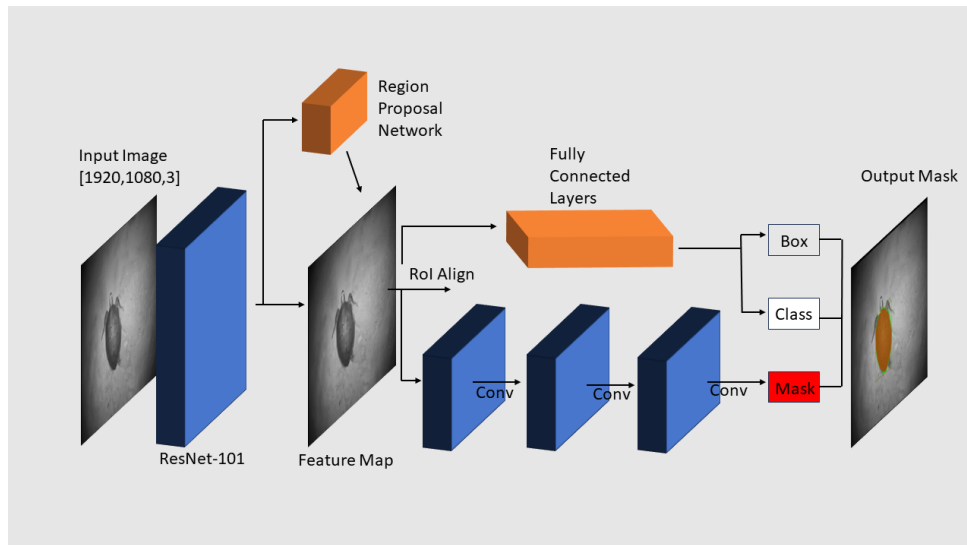 Region
Proposal
Network
Input Image
[1920,1080,3]
Fully
Connected
Layers
Output Mask
Box
RoI Align
Class
Conv
Conv
Conv
Mask
ResNet-101
Feature Map